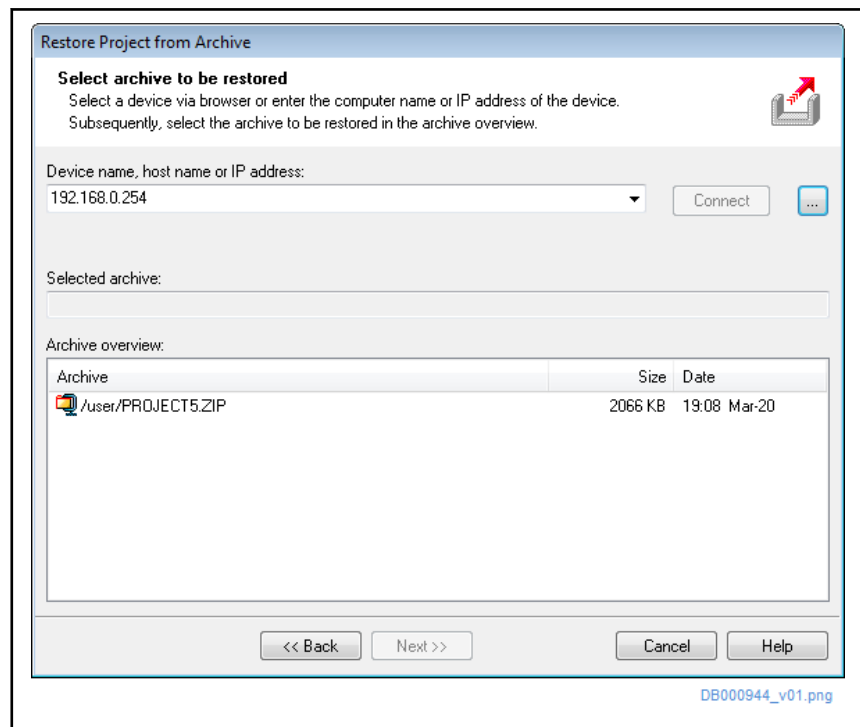 Restore Project from Archive
Select archive to be restored
Select a device via browser or enter the computer name or IP address of the device.
Subsequently, select the archive to be restored in the archive overview.
Device name, host name or IP address:
192.168.0.254 Connect ...
Selected archive:
Archive overview:
Archive Size Date
/user/PROJECT5.ZIP 2066 KB 19:08 Mar-20
<< Back Next >> Cancel Help
DB000944_v01.png